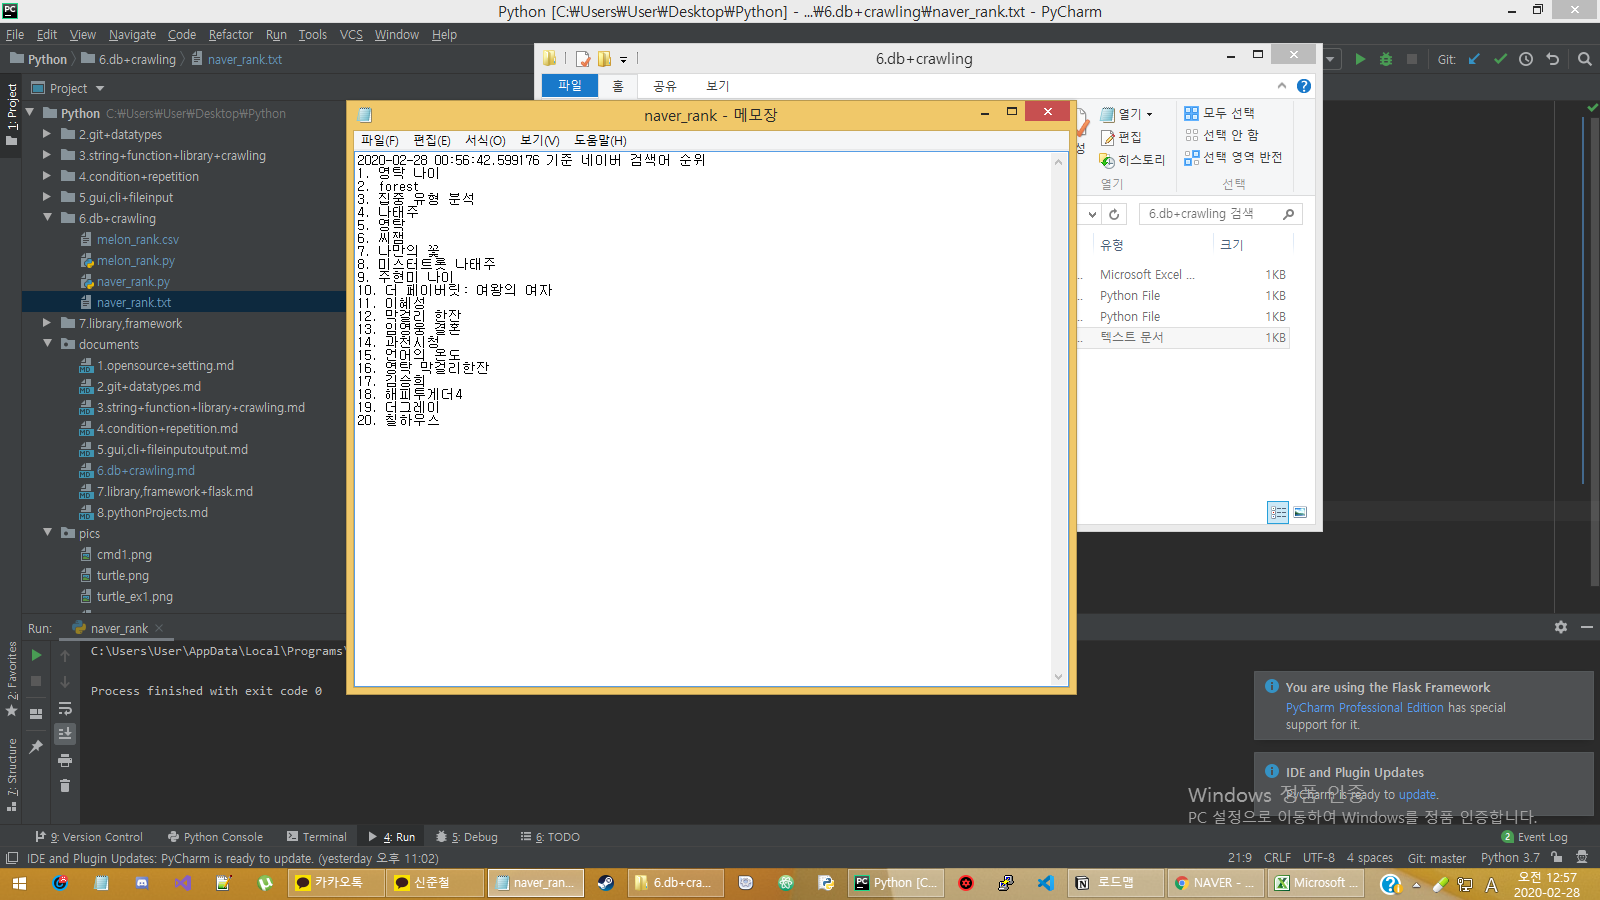 Python [C:₩Users₩User₩Desktop₩Python] - ...₩6.db+crawling₩naver_rank.txt - PyCharm
File Edit View Navigate Code Refactor Run Tools VCS Window Help
Python 6.db+crawling naver_rank.txt
Git:
6.db+crawling
파일 홈 공유 보기
열기
편집
히스토리
열기
모두 선택
선택 안 함
선택 영역 반전
선택
6.db+crawling 검색
유형 크기
Microsoft Excel ... 1KB
Python File 1KB
Python File 1KB
텍스트 문서 1KB
1: Project
Project
Python C:₩Users₩User₩Desktop₩Python
2.git+datatypes
3.string+function+library+crawling
4.condition+repetition
5.gui,cli+fileinput
6.db+crawling
melon_rank.csv
melon_rank.py
naver_rank.py
naver_rank.txt
7.library,framework
documents
1.opensource+setting.md
2.git+datatypes.md
3.string+function+library+crawling.md
4.condition+repetition.md
5.gui,cli+fileinputoutput.md
6.db+crawling.md
7.library,framework+flask.md
8.pythonProjects.md
pics
cmd1.png
turtle.png
turtle_ex1.png
naver_rank - 메모장
파일(F) 편집(E) 서식(O) 보기(V) 도움말(H)
2020-02-28 00:56:42.599176 기준 네이버 검색어 순위
1. 영탁 나이
2. forest
3. 집중 유형 분석
4. 나태주
5. 영탁
6. 씨잼
7. 나만의 꽃
8. 미스터트롯 나태주
9. 주현미 나이
10. 더 페이버릿: 여왕의 여자
11. 이혜성
12. 막걸리 한잔
13. 임영웅 결혼
14. 과천시청
15. 언어의 온도
16. 영탁 막걸리한잔
17. 김승희
18. 해피투게더4
19. 더그레이
20. 칠하우스
Run: naver_rank
C:\Users\User\AppData\Local\Programs\
Process finished with exit code 0
2: Favorites
7: Structure
You are using the Flask Framework
PyCharm Professional Edition has special
support for it.
IDE and Plugin Updates
PyCharm is ready to update.
Windows 정품 인증
PC 설정으로 이동하여 Windows를 정품 인증합니다.
9: Version Control Python Console Terminal 4: Run 5: Debug 6: TODO 2 Event Log
IDE and Plugin Updates: PyCharm is ready to update. (yesterday 오후 11:02) 21:9 CRLF UTF-8 4 spaces Git: master Python 3.7
카카오톡 신준철 naver_ran... 6.db+cra... Python [C... 로드맵 NAVER - ... Microsoft ... A 오전 12:57
2020-02-28